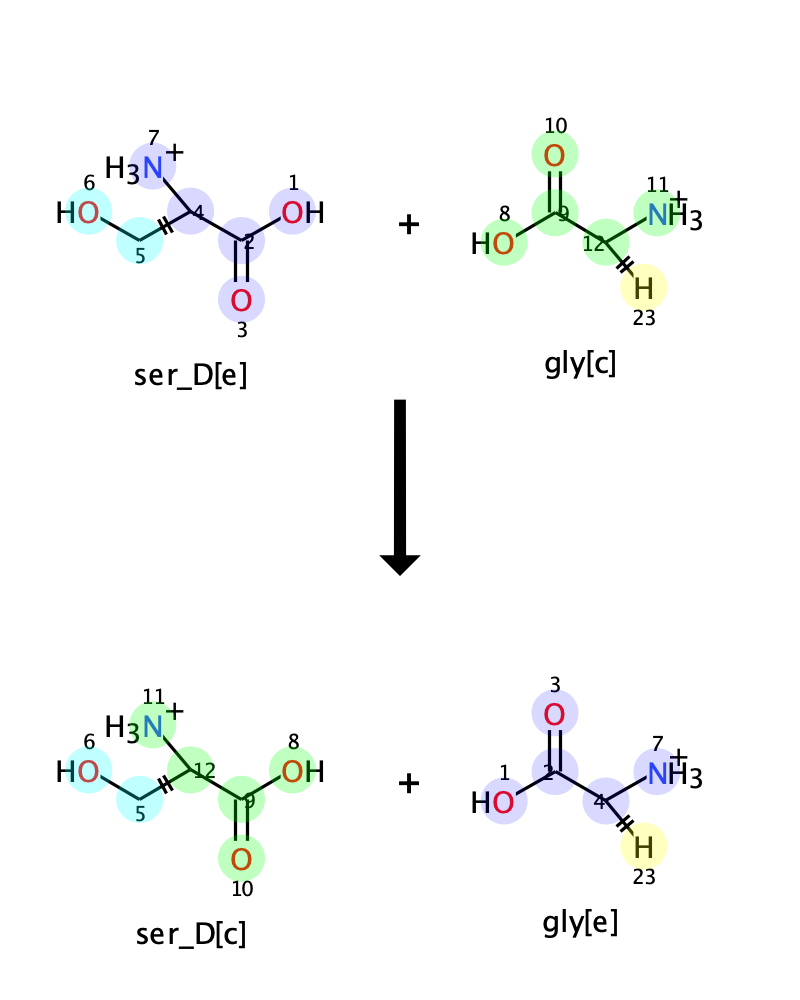 7
10
H3N+
O
6
1
11
HO
4
OH
8
9
NH3+
5
2
HO
12
O
H
3
23
+
ser_D[e]
gly[c]
11
3
H3N+
O
6
8
7
HO
12
OH
1
2
NH3+
5
9
HO
4
O
H
10
23
+
ser_D[c]
gly[e]